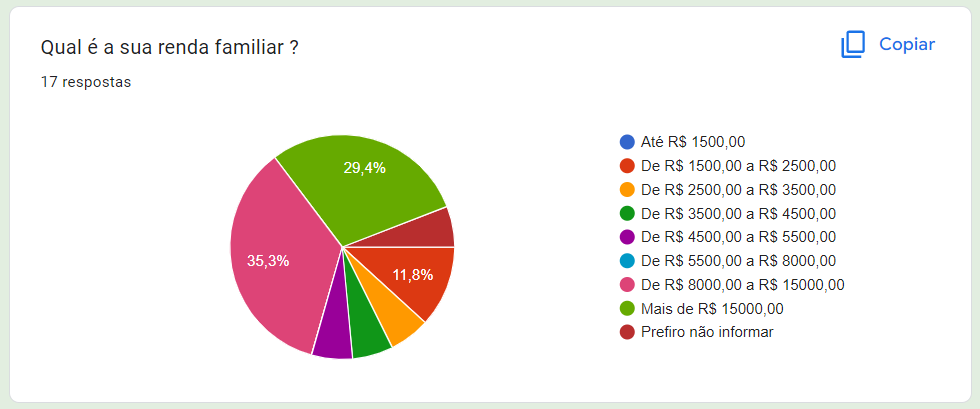 Qual é a sua renda familiar ?
Copiar
17 respostas
29,4%
35,3%
11,8%
Até R$ 1500,00
De R$ 1500,00 a R$ 2500,00
De R$ 2500,00 a R$ 3500,00
De R$ 3500,00 a R$ 4500,00
De R$ 4500,00 a R$ 5500,00
De R$ 5500,00 a R$ 8000,00
De R$ 8000,00 a R$ 15000,00
Mais de R$ 15000,00
Prefiro não informar